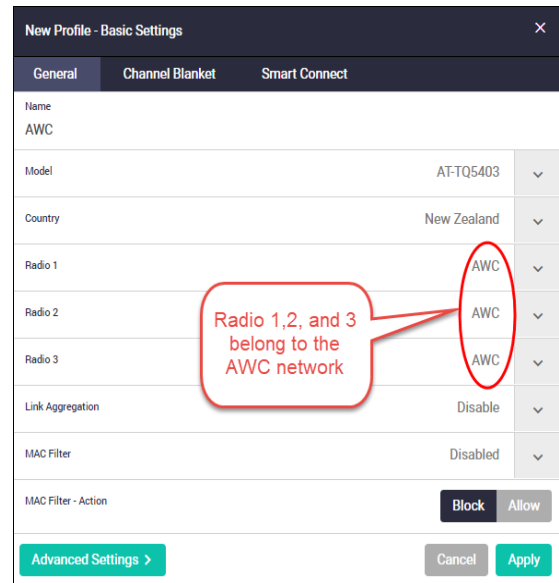 New Profile - Basic Settings ×
General Channel Blanket Smart Connect
Name
AWC
Model AT-TQ5403
Country New Zealand
Radio 1 AWC
Radio 2 AWC
Radio 3 AWC
Radio 1,2, and 3
belong to the
AWC network
Link Aggregation Disable
MAC Filter Disabled
MAC Filter - Action Block Allow
Advanced Settings > Cancel Apply